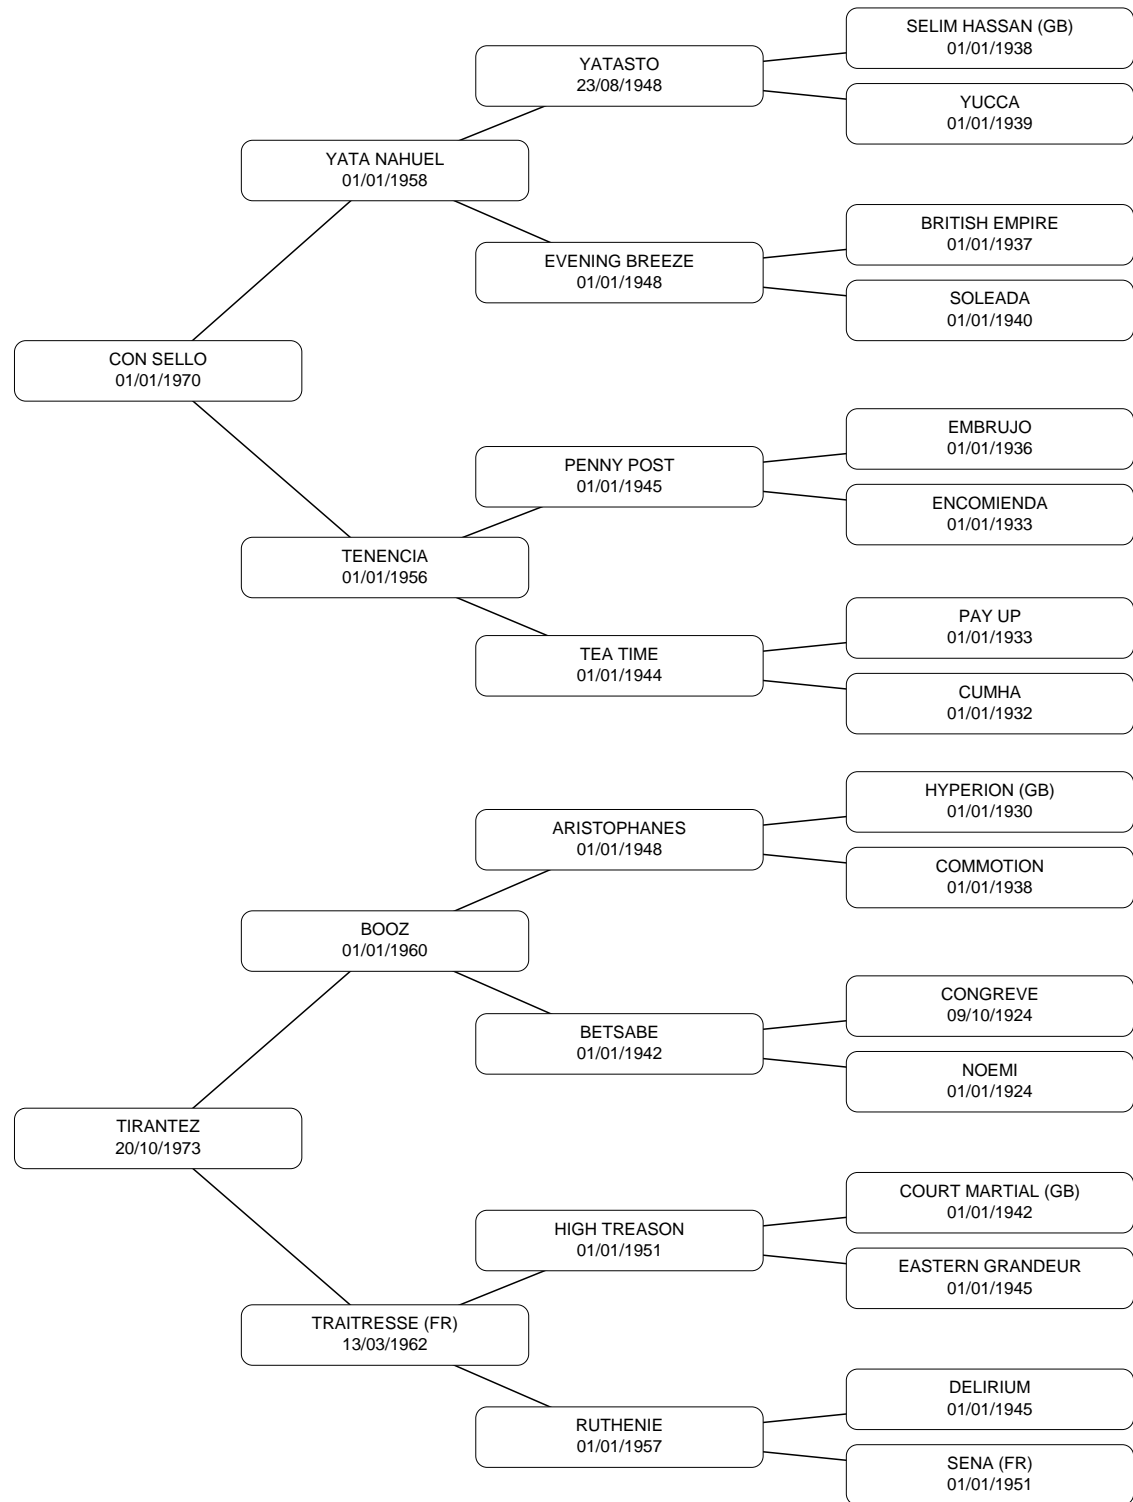 SELIM HASSAN (GB)
01/01/1938
YATASTO
23/08/1948
YUCCA
01/01/1939
YATA NAHUEL
01/01/1958
BRITISH EMPIRE
01/01/1937
EVENING BREEZE
01/01/1948
SOLEADA
01/01/1940
CON SELLO
01/01/1970
EMBRUJO
01/01/1936
PENNY POST
01/01/1945
ENCOMIENDA
01/01/1933
TENENCIA
01/01/1956
PAY UP
01/01/1933
TEA TIME
01/01/1944
CUMHA
01/01/1932
HYPERION (GB)
01/01/1930
ARISTOPHANES
01/01/1948
COMMOTION
01/01/1938
BOOZ
01/01/1960
CONGREVE
09/10/1924
BETSABE
01/01/1942
NOEMI
01/01/1924
TIRANTEZ
20/10/1973
COURT MARTIAL (GB)
01/01/1942
HIGH TREASON
01/01/1951
EASTERN GRANDEUR
01/01/1945
TRAITRESSE (FR)
13/03/1962
DELIRIUM
01/01/1945
RUTHENIE
01/01/1957
SENA (FR)
01/01/1951